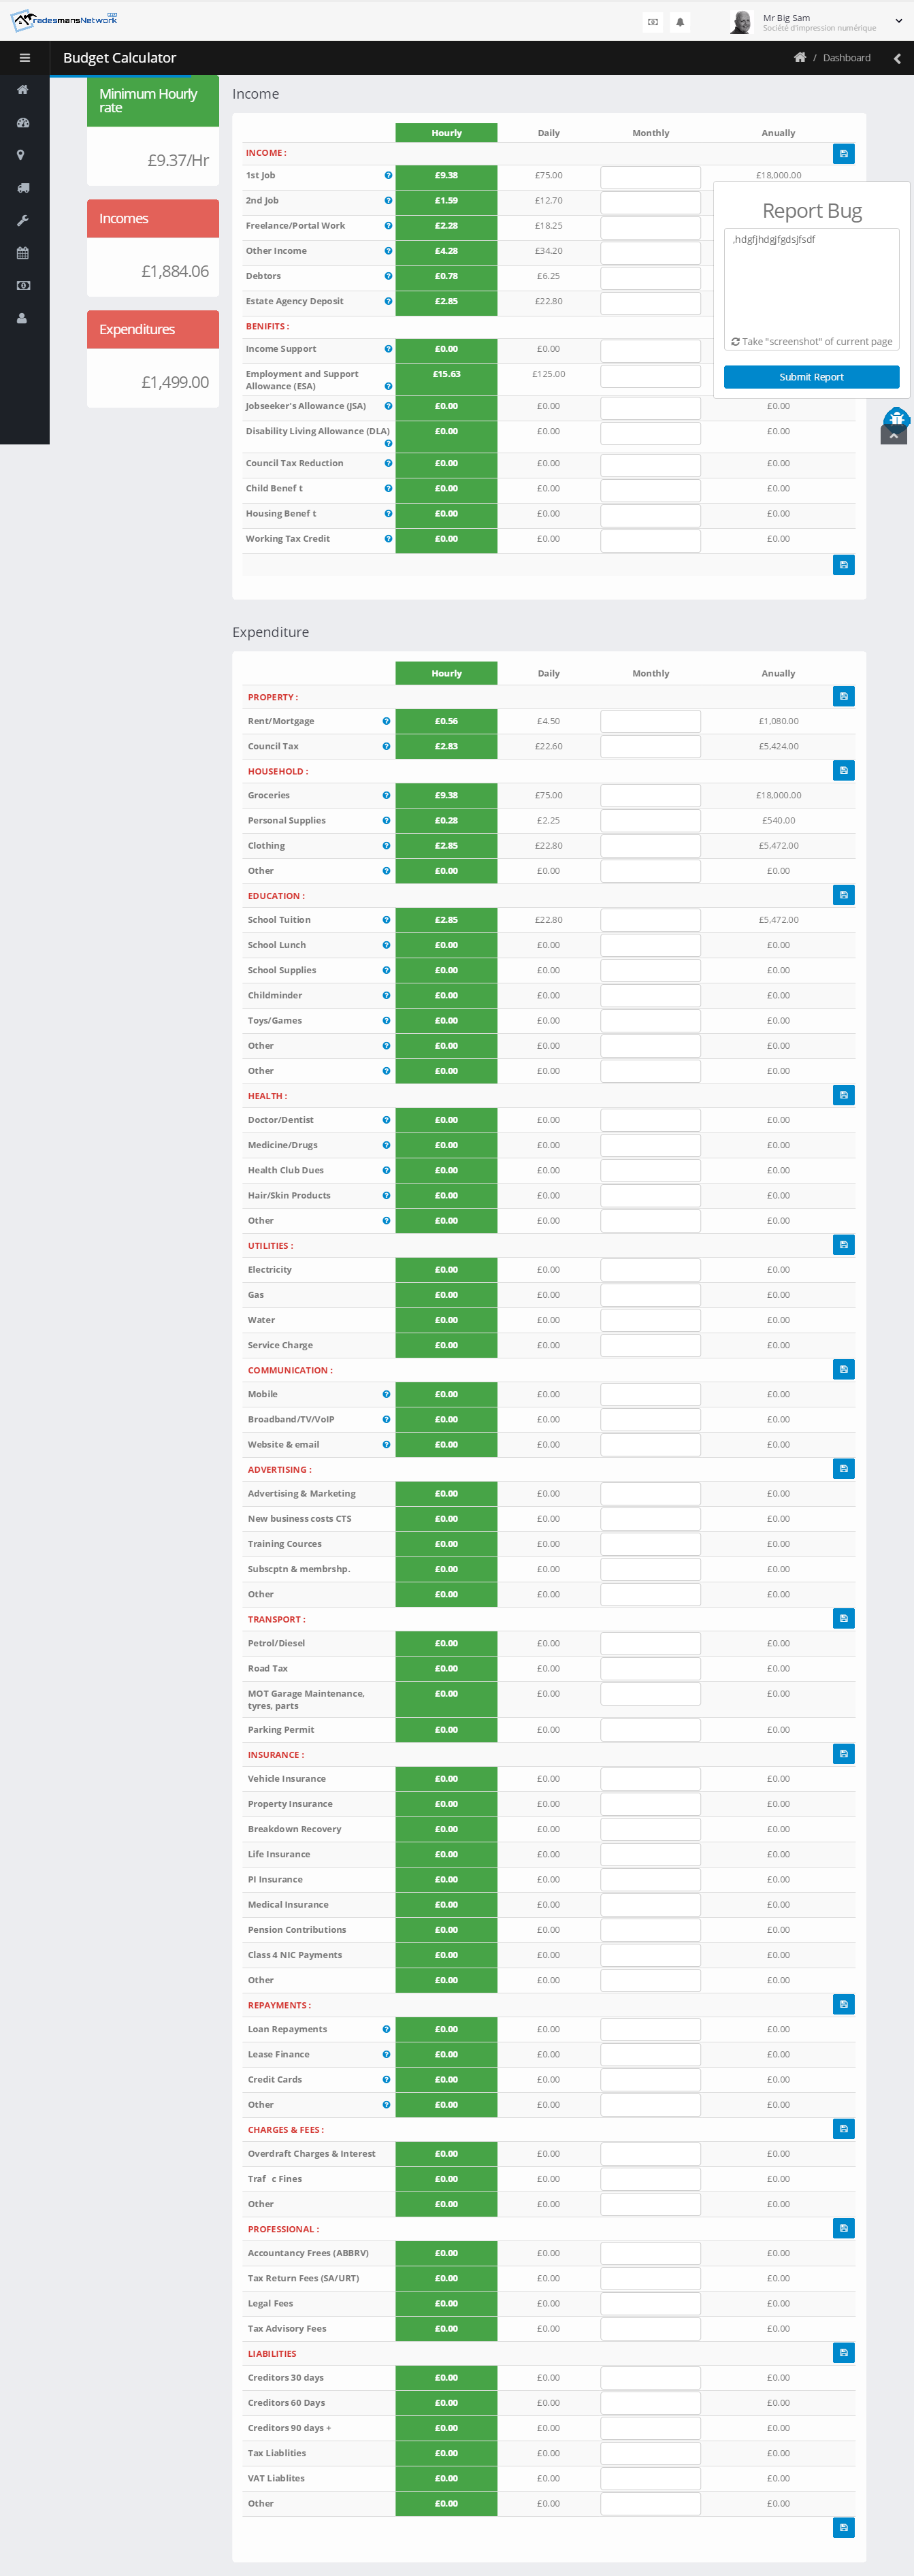 TradesmansNetwork
Mr Big Sam
Société d'impression numérique
Budget Calculator
/ Dashboard
Minimum Hourly
rate
£9.37/Hr
Incomes
£1,884.06
Expenditures
£1,499.00
Income
Hourly Daily Monthly Anually
INCOME :
1st Job £9.38 £75.00 £18,000.00
2nd Job £1.59 £12.70
Freelance/Portal Work £2.28 £18.25
Other Income £4.28 £34.20
Debtors £0.78 £6.25
Estate Agency Deposit £2.85 £22.80
BENIFITS :
Income Support £0.00 £0.00
Employment and Support £15.63 £125.00
Allowance (ESA)
Jobseeker's Allowance (JSA) £0.00 £0.00 £0.00
Disability Living Allowance (DLA) £0.00 £0.00 £0.00
Council Tax Reduction £0.00 £0.00 £0.00
Child Benef t £0.00 £0.00 £0.00
Housing Benef t £0.00 £0.00 £0.00
Working Tax Credit £0.00 £0.00 £0.00
Report Bug
,hdgfjhdgjfgdsjfsdf
Take "screenshot" of current page
Submit Report
Expenditure
Hourly Daily Monthly Anually
PROPERTY :
Rent/Mortgage £0.56 £4.50 £1,080.00
Council Tax £2.83 £22.60 £5,424.00
HOUSEHOLD :
Groceries £9.38 £75.00 £18,000.00
Personal Supplies £0.28 £2.25 £540.00
Clothing £2.85 £22.80 £5,472.00
Other £0.00 £0.00 £0.00
EDUCATION :
School Tuition £2.85 £22.80 £5,472.00
School Lunch £0.00 £0.00 £0.00
School Supplies £0.00 £0.00 £0.00
Childminder £0.00 £0.00 £0.00
Toys/Games £0.00 £0.00 £0.00
Other £0.00 £0.00 £0.00
Other £0.00 £0.00 £0.00
HEALTH :
Doctor/Dentist £0.00 £0.00 £0.00
Medicine/Drugs £0.00 £0.00 £0.00
Health Club Dues £0.00 £0.00 £0.00
Hair/Skin Products £0.00 £0.00 £0.00
Other £0.00 £0.00 £0.00
UTILITIES :
Electricity £0.00 £0.00 £0.00
Gas £0.00 £0.00 £0.00
Water £0.00 £0.00 £0.00
Service Charge £0.00 £0.00 £0.00
COMMUNICATION :
Mobile £0.00 £0.00 £0.00
Broadband/TV/VoIP £0.00 £0.00 £0.00
Website & email £0.00 £0.00 £0.00
ADVERTISING :
Advertising & Marketing £0.00 £0.00 £0.00
New business costs CTS £0.00 £0.00 £0.00
Training Cources £0.00 £0.00 £0.00
Subscptn & membrshp. £0.00 £0.00 £0.00
Other £0.00 £0.00 £0.00
TRANSPORT :
Petrol/Diesel £0.00 £0.00 £0.00
Road Tax £0.00 £0.00 £0.00
MOT Garage Maintenance, £0.00 £0.00 £0.00
tyres, parts
Parking Permit £0.00 £0.00 £0.00
INSURANCE :
Vehicle Insurance £0.00 £0.00 £0.00
Property Insurance £0.00 £0.00 £0.00
Breakdown Recovery £0.00 £0.00 £0.00
Life Insurance £0.00 £0.00 £0.00
PI Insurance £0.00 £0.00 £0.00
Medical Insurance £0.00 £0.00 £0.00
Pension Contributions £0.00 £0.00 £0.00
Class 4 NIC Payments £0.00 £0.00 £0.00
Other £0.00 £0.00 £0.00
REPAYMENTS :
Loan Repayments £0.00 £0.00 £0.00
Lease Finance £0.00 £0.00 £0.00
Credit Cards £0.00 £0.00 £0.00
Other £0.00 £0.00 £0.00
CHARGES & FEES :
Overdraft Charges & Interest £0.00 £0.00 £0.00
Traf c Fines £0.00 £0.00 £0.00
Other £0.00 £0.00 £0.00
PROFESSIONAL :
Accountancy Frees (ABBRV) £0.00 £0.00 £0.00
Tax Return Fees (SA/URT) £0.00 £0.00 £0.00
Legal Fees £0.00 £0.00 £0.00
Tax Advisory Fees £0.00 £0.00 £0.00
LIABILITIES
Creditors 30 days £0.00 £0.00 £0.00
Creditors 60 Days £0.00 £0.00 £0.00
Creditors 90 days + £0.00 £0.00 £0.00
Tax Liablities £0.00 £0.00 £0.00
VAT Liablites £0.00 £0.00 £0.00
Other £0.00 £0.00 £0.00